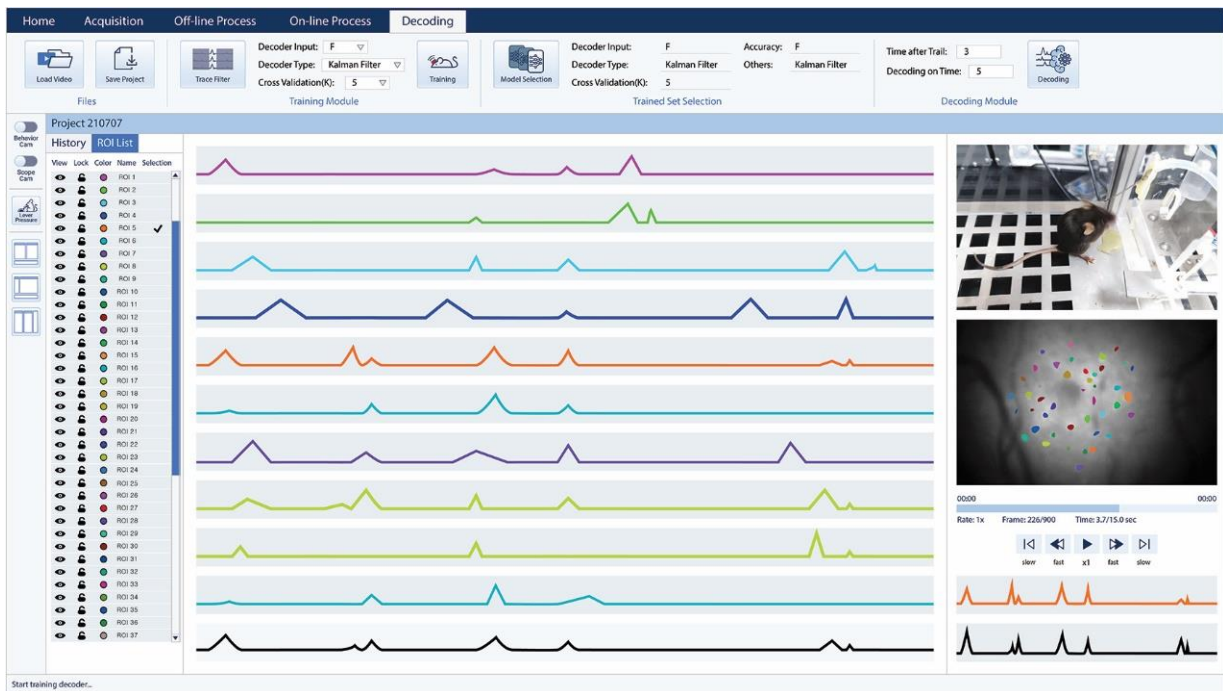 Home Acquisition Off-line Process On-line Process Decoding
Load Video
Save Project
Files
Trace Filter
Decoder Input: F
Decoder Type: Kalman Filter
Cross Validation(K): 5
Training
Training Module
Model Selection
Decoder Input: F Accuracy: F
Decoder Type: Kalman Filter Others: Kalman Filter
Cross Validation(K): 5
Trained Set Selection
Time after Trail: 3
Decoding on Time: 5
Decoding
Decoding Module
Behavior Cam
Scope Cam
Lever Pressure
Project 210707
History ROI List
View Lock Color Name Selection
ROI 1
ROI 2
ROI 3
ROI 4
ROI 5
ROI 6
ROI 7
ROI 8
ROI 9
ROI 10
ROI 11
ROI 12
ROI 13
ROI 14
ROI 15
ROI 16
ROI 17
ROI 18
ROI 19
ROI 20
ROI 21
ROI 22
ROI 23
ROI 24
ROI 25
ROI 26
ROI 27
ROI 28
ROI 29
ROI 30
ROI 31
ROI 32
ROI 33
ROI 34
ROI 35
ROI 36
ROI 37
00:00 00:00
Rate: 1x Frame: 226/900 Time: 3.7/15.0 sec
slow fast x1 fast slow
Start training decoder...